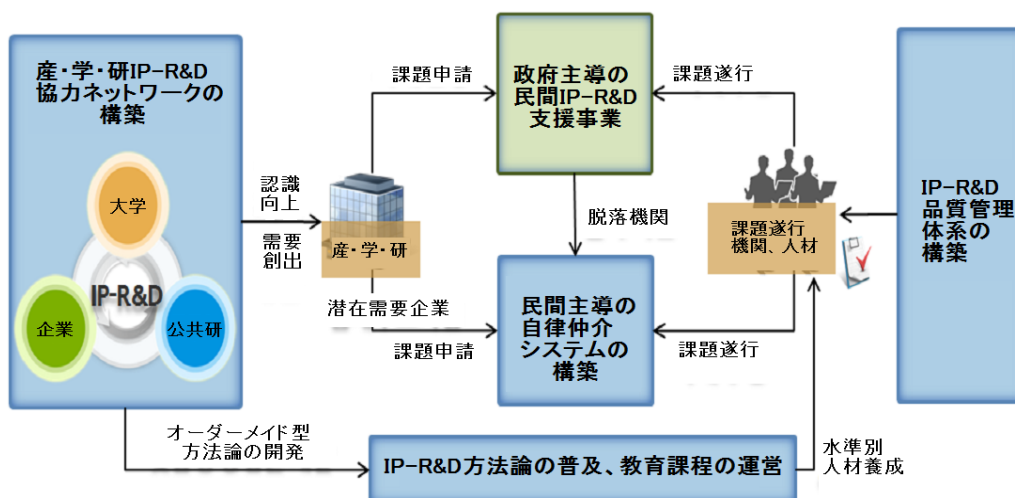 産・学・研IP-R&D
協力ネットワークの
構築
大学
IP-R&D
企業
公共研
認識
向上
需要
創出
課題申請
産・学・研
潜在需要企業
課題申請
政府主導の
民間IP-R&D
支援事業
脱落機関
民間主導の
自律仲介
システムの
構築
課題遂行
課題遂行
機関、人材
課題遂行
IP-R&D
品質管理
体系の
構築
オーダーメイド型
方法論の開発
IP-R&D方法論の普及、教育課程の運営
水準別
人材養成